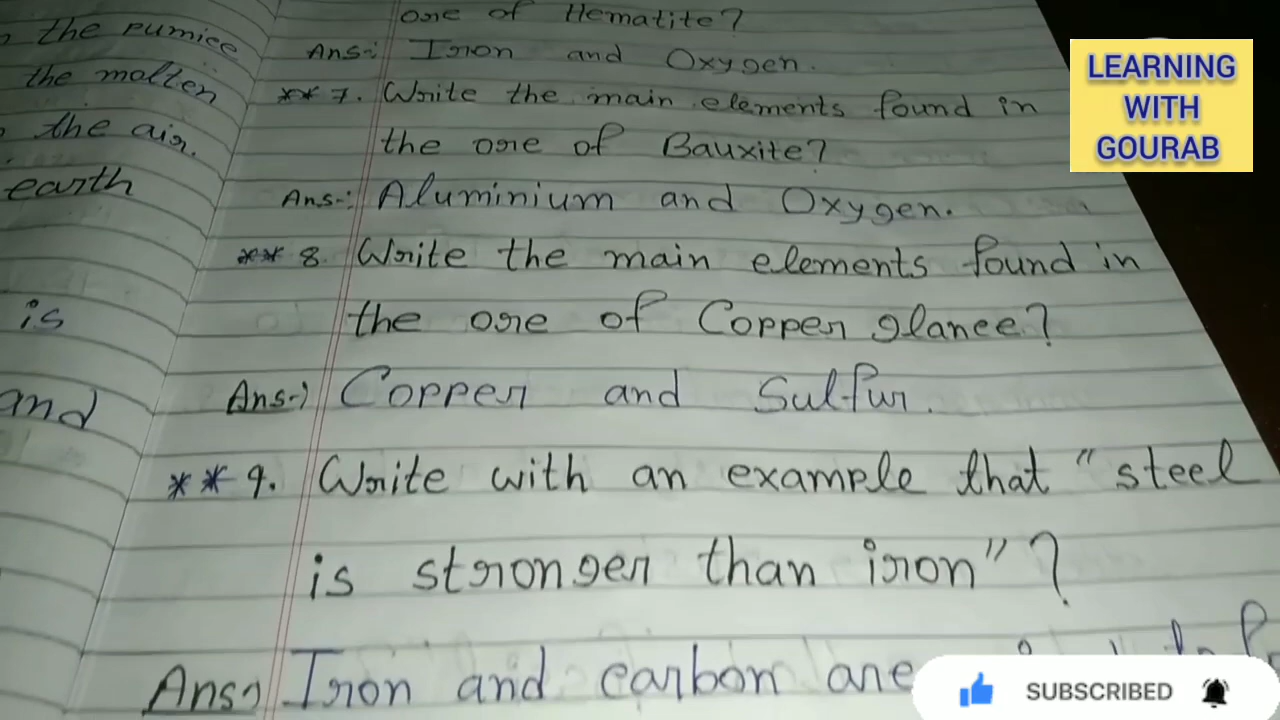 the pumice
the molten
the air.
earth
is
and
ore of Hematite?
Ans-: Iron and Oxygen.
** 7. Write the main elements found in
the ore of Bauxite?
Ans-: Aluminium and Oxygen.
** 8. Write the main elements found in
the ore of Copper glance?
Ans-) Copper and Sulfur.
** 9. Write with an example that "steel
is stronger than iron"?
Ans-) Iron and carbon are
LEARNING
WITH
GOURAB
SUBSCRIBED